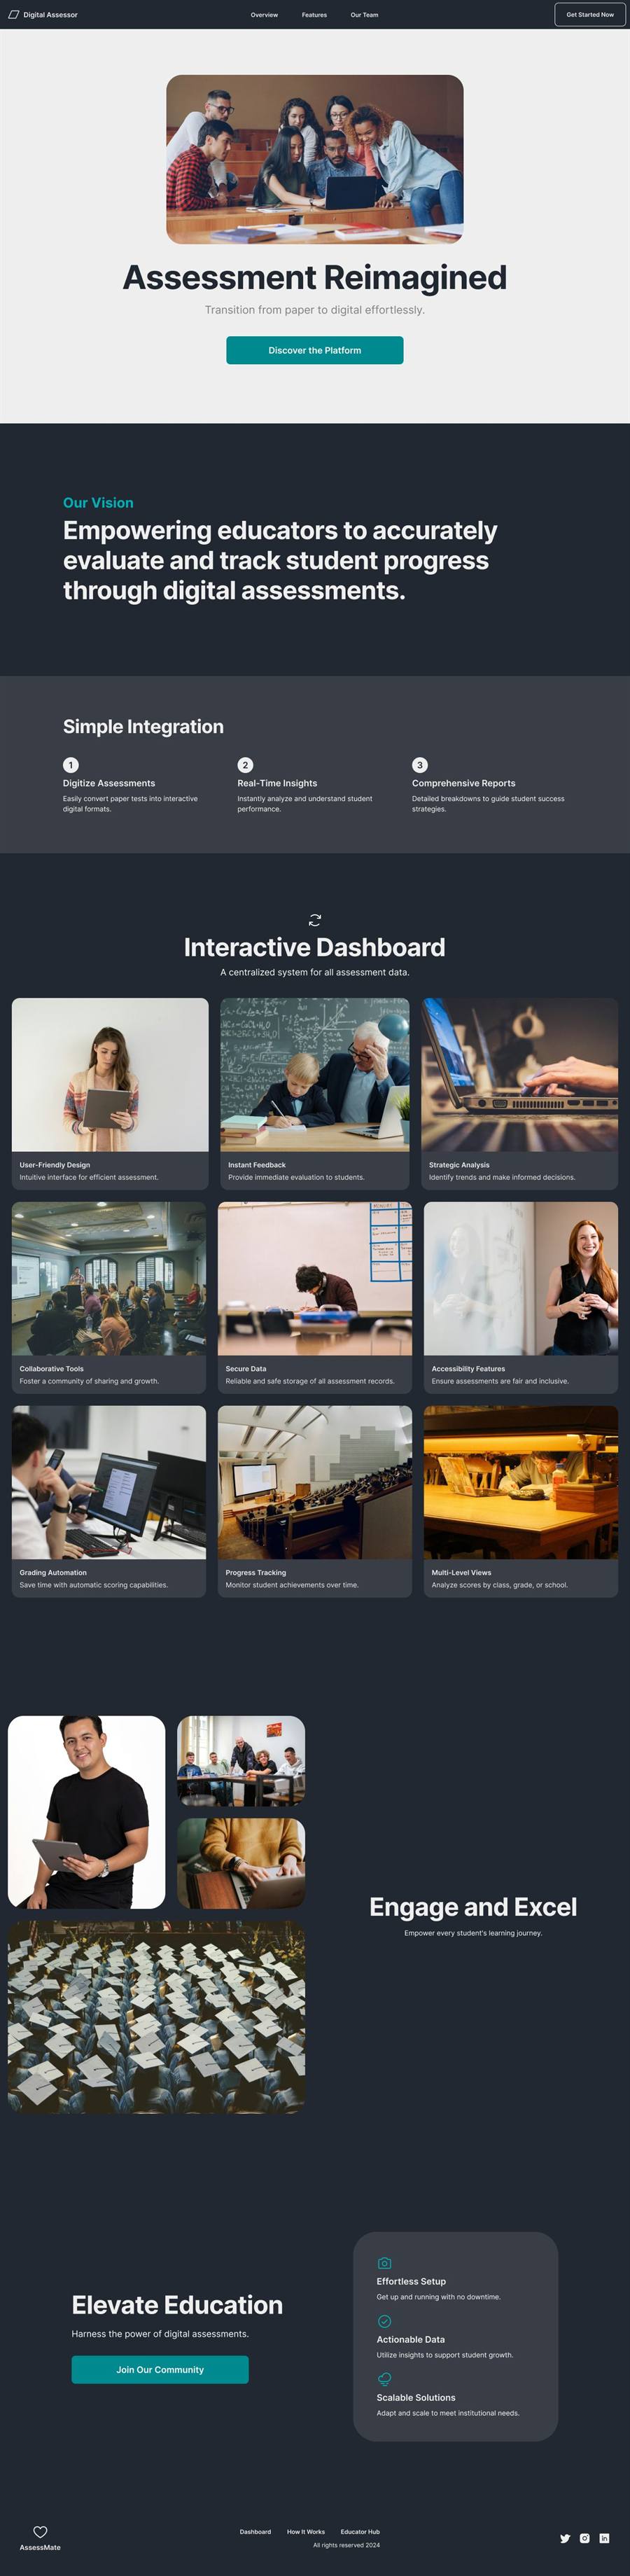 Digital Assessor
Overview
Features
Our Team
Get Started Now
Assessment Reimagined
Transition from paper to digital effortlessly.
Discover the Platform
Our Vision
Empowering educators to accurately
evaluate and track student progress
through digital assessments.
Simple Integration
1
Digitize Assessments
Easily convert paper tests into interactive
digital formats.
2
Real-Time Insights
Instantly analyze and understand student
performance.
3
Comprehensive Reports
Detailed breakdowns to guide student success
strategies.
Interactive Dashboard
A centralized system for all assessment data.
User-Friendly Design
Intuitive interface for efficient assessment.
Instant Feedback
Provide immediate evaluation to students.
Strategic Analysis
Identify trends and make informed decisions.
Collaborative Tools
Foster a community of sharing and growth.
Secure Data
Reliable and safe storage of all assessment records.
Accessibility Features
Ensure assessments are fair and inclusive.
Grading Automation
Save time with automatic scoring capabilities.
Progress Tracking
Monitor student achievements over time.
Multi-Level Views
Analyze scores by class, grade, or school.
Engage and Excel
Empower every student's learning journey.
Elevate Education
Harness the power of digital assessments.
Join Our Community
Effortless Setup
Get up and running with no downtime.
Actionable Data
Utilize insights to support student growth.
Scalable Solutions
Adapt and scale to meet institutional needs.
AssessMate
Dashboard
How It Works
Educator Hub
All rights reserved 2024